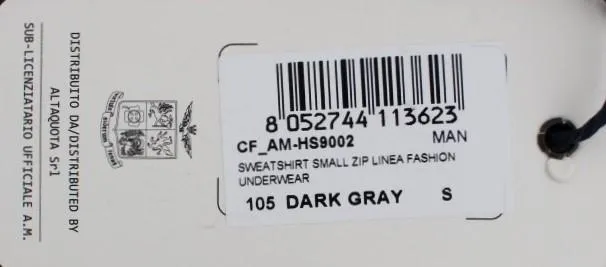 DISTRIBUITO DA/DISTRIBUTED BY
ALTAQUOTA Srl
SUB-LICENZIATARIO UFFICIALE A.M.
8 052744 113623
CF_AM-HS9002 MAN
SWEATSHIRT SMALL ZIP LINEA FASHION
UNDERWEAR
105 DARK GRAY S